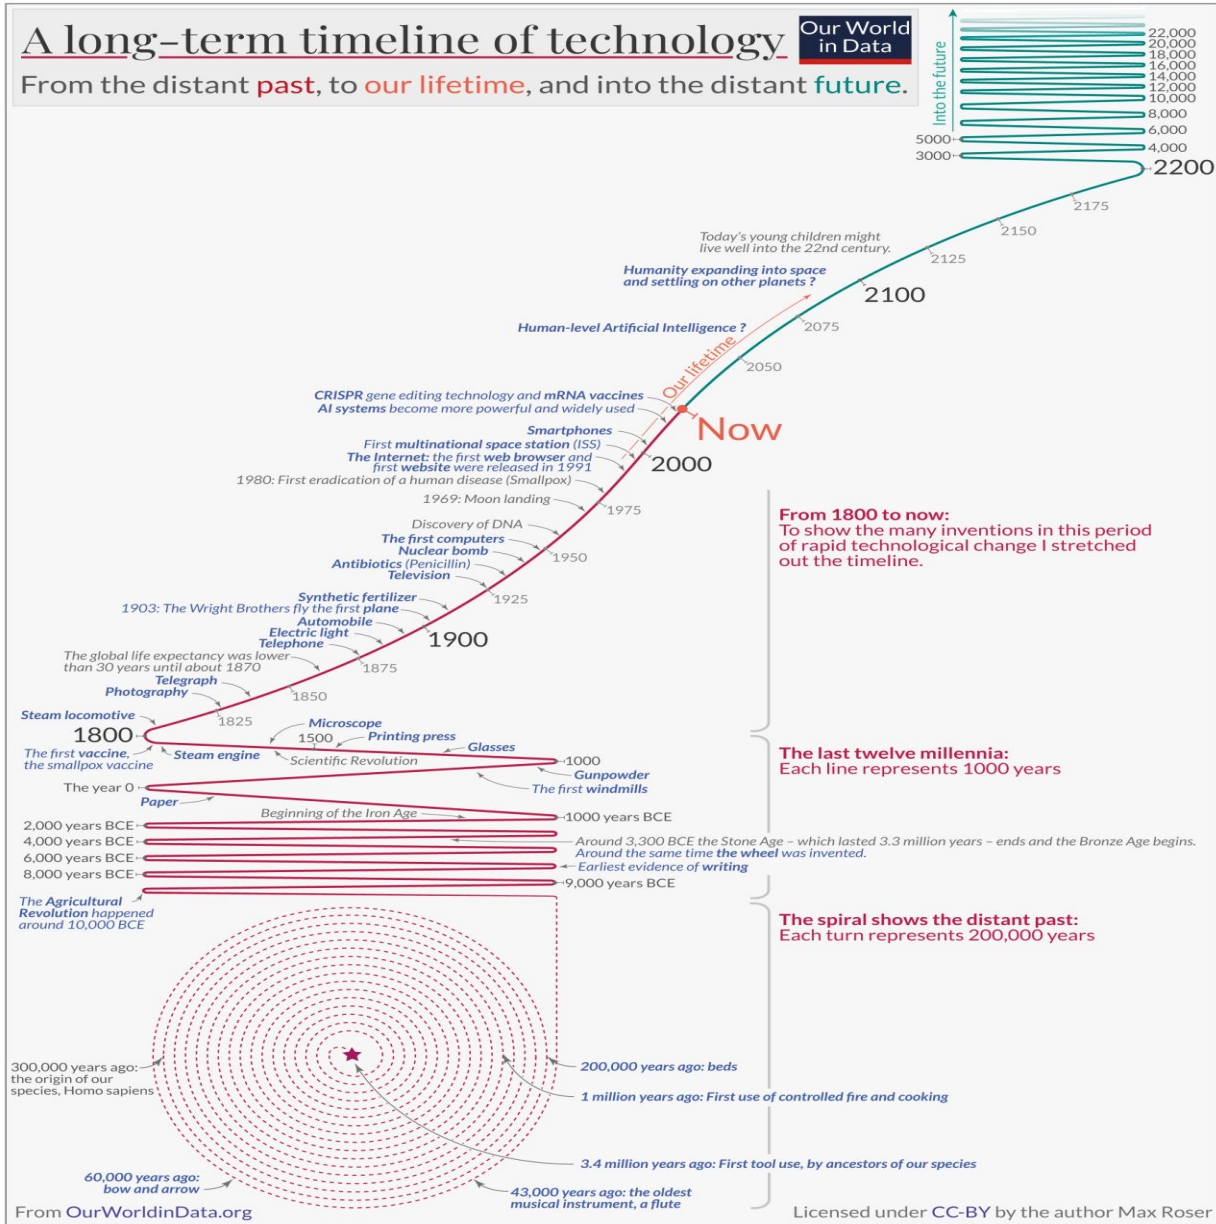 A long-term timeline of technology
Our World
in Data
From the distant past, to our lifetime, and into the distant future.
Into the future
22,000
20,000
18,000
16,000
14,000
12,000
10,000
8,000
6,000
5000
4,000
3000
2200
2175
2150
2125
Today's young children might
live well into the 22nd century.
Humanity expanding into space
and settling on other planets ?
2100
2075
Human-level Artificial Intelligence ?
2050
Our lifetime
CRISPR gene editing technology and mRNA vaccines
AI systems become more powerful and widely used
Now
Smartphones
First multinational space station (ISS)
2000
The Internet: the first web browser and
first website were released in 1991
1980: First eradication of a human disease (Smallpox)
1969: Moon landing
1975
Discovery of DNA
The first computers
1950
Nuclear bomb
Antibiotics (Penicillin)
Television
1925
Synthetic fertilizer
1903: The Wright Brothers fly the first plane
Automobile
Electric light
1900
Telephone
The global life expectancy was lower
than 30 years until about 1870
1875
Telegraph
1850
Photography
1825
Steam locomotive
From 1800 to now:
To show the many inventions in this period
of rapid technological change I stretched
out the timeline.
1800
The first vaccine,
the smallpox vaccine
Steam engine
Microscope
1500
Printing press
Scientific Revolution
Glasses
1000
Gunpowder
The first windmills
The year 0
Paper
The last twelve millennia:
Each line represents 1000 years
Beginning of the Iron Age
1000 years BCE
2,000 years BCE
4,000 years BCE
Around 3,300 BCE the Stone Age – which lasted 3.3 million years – ends and the Bronze Age begins.
Around the same time the wheel was invented.
6,000 years BCE
Earliest evidence of writing
8,000 years BCE
9,000 years BCE
The Agricultural
Revolution happened
around 10,000 BCE
The spiral shows the distant past:
Each turn represents 200,000 years
300,000 years ago:
the origin of our
species, Homo sapiens
200,000 years ago: beds
1 million years ago: First use of controlled fire and cooking
3.4 million years ago: First tool use, by ancestors of our species
60,000 years ago:
bow and arrow
43,000 years ago: the oldest
musical instrument, a flute
From OurWorldinData.org
Licensed under CC-BY by the author Max Roser